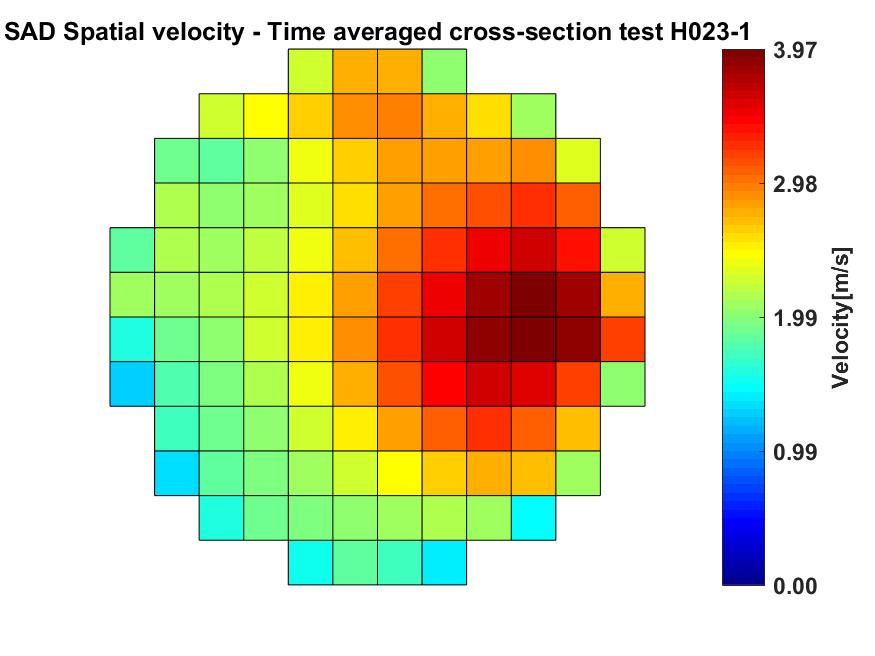 SAD Spatial velocity - Time averaged cross-section test H023-1
3.97
2.98
1.99
0.99
0.00
Velocity[m/s]